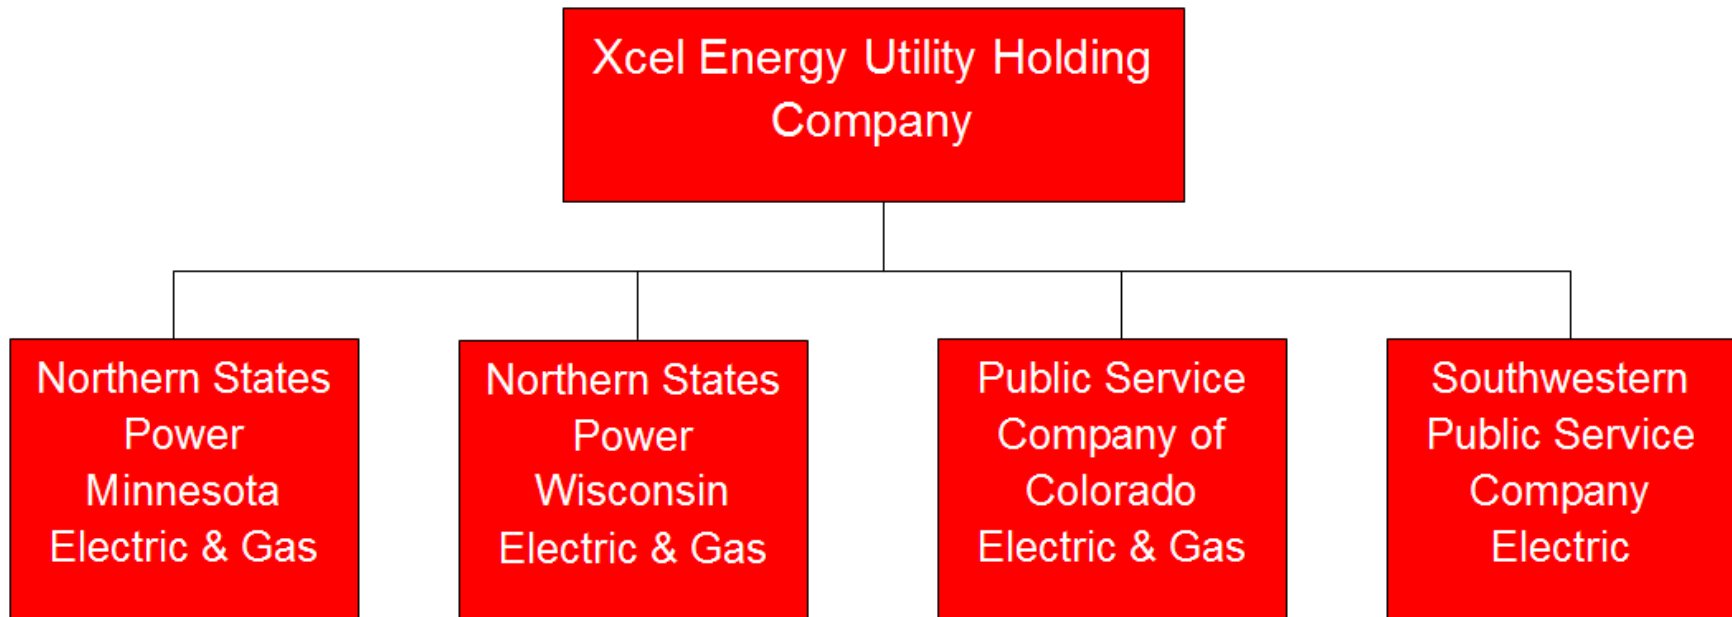 Xcel Energy Utility Holding
Company
Northern States
Power
Minnesota
Electric & Gas
Northern States
Power
Wisconsin
Electric & Gas
Public Service
Company of
Colorado
Electric & Gas
Southwestern
Public Service
Company
Electric